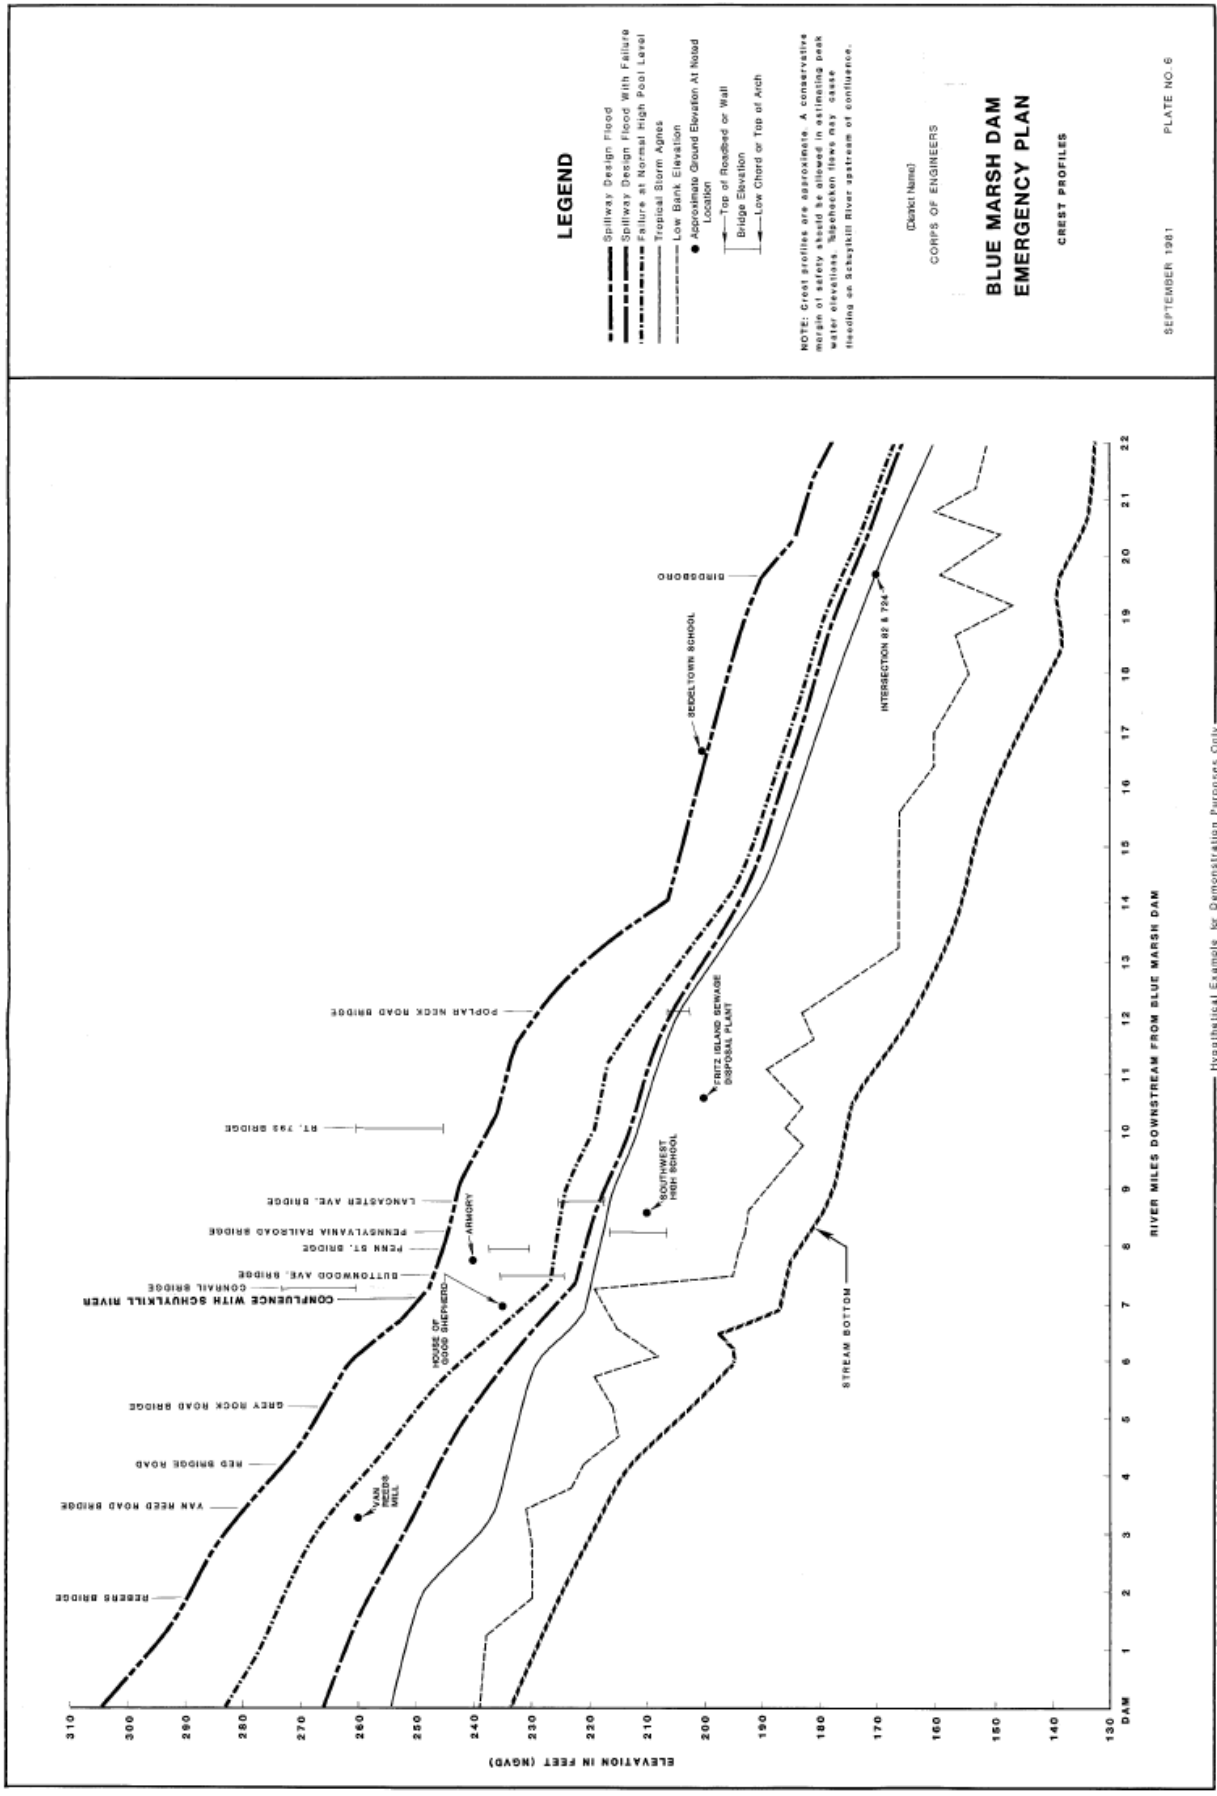 LEGEND
Spillway Design Flood
Spillway Design Flood With Failure
Failure at Normal High Pool Level
Tropical Storm Agnes
Low Bank Elevation
Approximate Ground Elevation At Noted
Location
Top of Roadbed or Wall
Bridge Elevation
Low Chord or Top of Arch
NOTE: Crest profiles are approximate. A conservative
margin of safety should be allowed in estimating peak
water elevations. Tulpehocken flows may cause
flooding on Schuylkill River upstream of confluence.
(District Name)
CORPS OF ENGINEERS
BLUE MARSH DAM
EMERGENCY PLAN
CREST PROFILES
SEPTEMBER 1981
PLATE NO. 6
REBERS BRIDGE
VAN REED ROAD BRIDGE
RED BRIDGE ROAD
GREY ROCK ROAD BRIDGE
CONFLUENCE WITH SCHUYLKILL RIVER
CONRAIL BRIDGE
BUTTONWOOD AVE. BRIDGE
PENN ST. BRIDGE
PENNSYLVANIA RAILROAD BRIDGE
LANCASTER AVE. BRIDGE
RT. 793 BRIDGE
POPLAR NECK ROAD BRIDGE
BIRDSBORO
VAN
REEDS
MILL
HOUSE OF
GOOD SHEPHERD
ARMORY
SOUTHWEST
HIGH SCHOOL
FRITZ ISLAND SEWAGE
DISPOSAL PLANT
SEIDELTOWN SCHOOL
INTERSECTION 82 & 724
STREAM BOTTOM
ELEVATION IN FEET (NGVD)
310
300
290
280
270
260
250
240
230
220
210
200
190
180
170
160
150
140
130
DAM 1 2 3 4 5 6 7 8 9 10 11 12 13 14 15 16 17 18 19 20 21 22
RIVER MILES DOWNSTREAM FROM BLUE MARSH DAM
Hypothetical Example for Demonstration Purposes Only